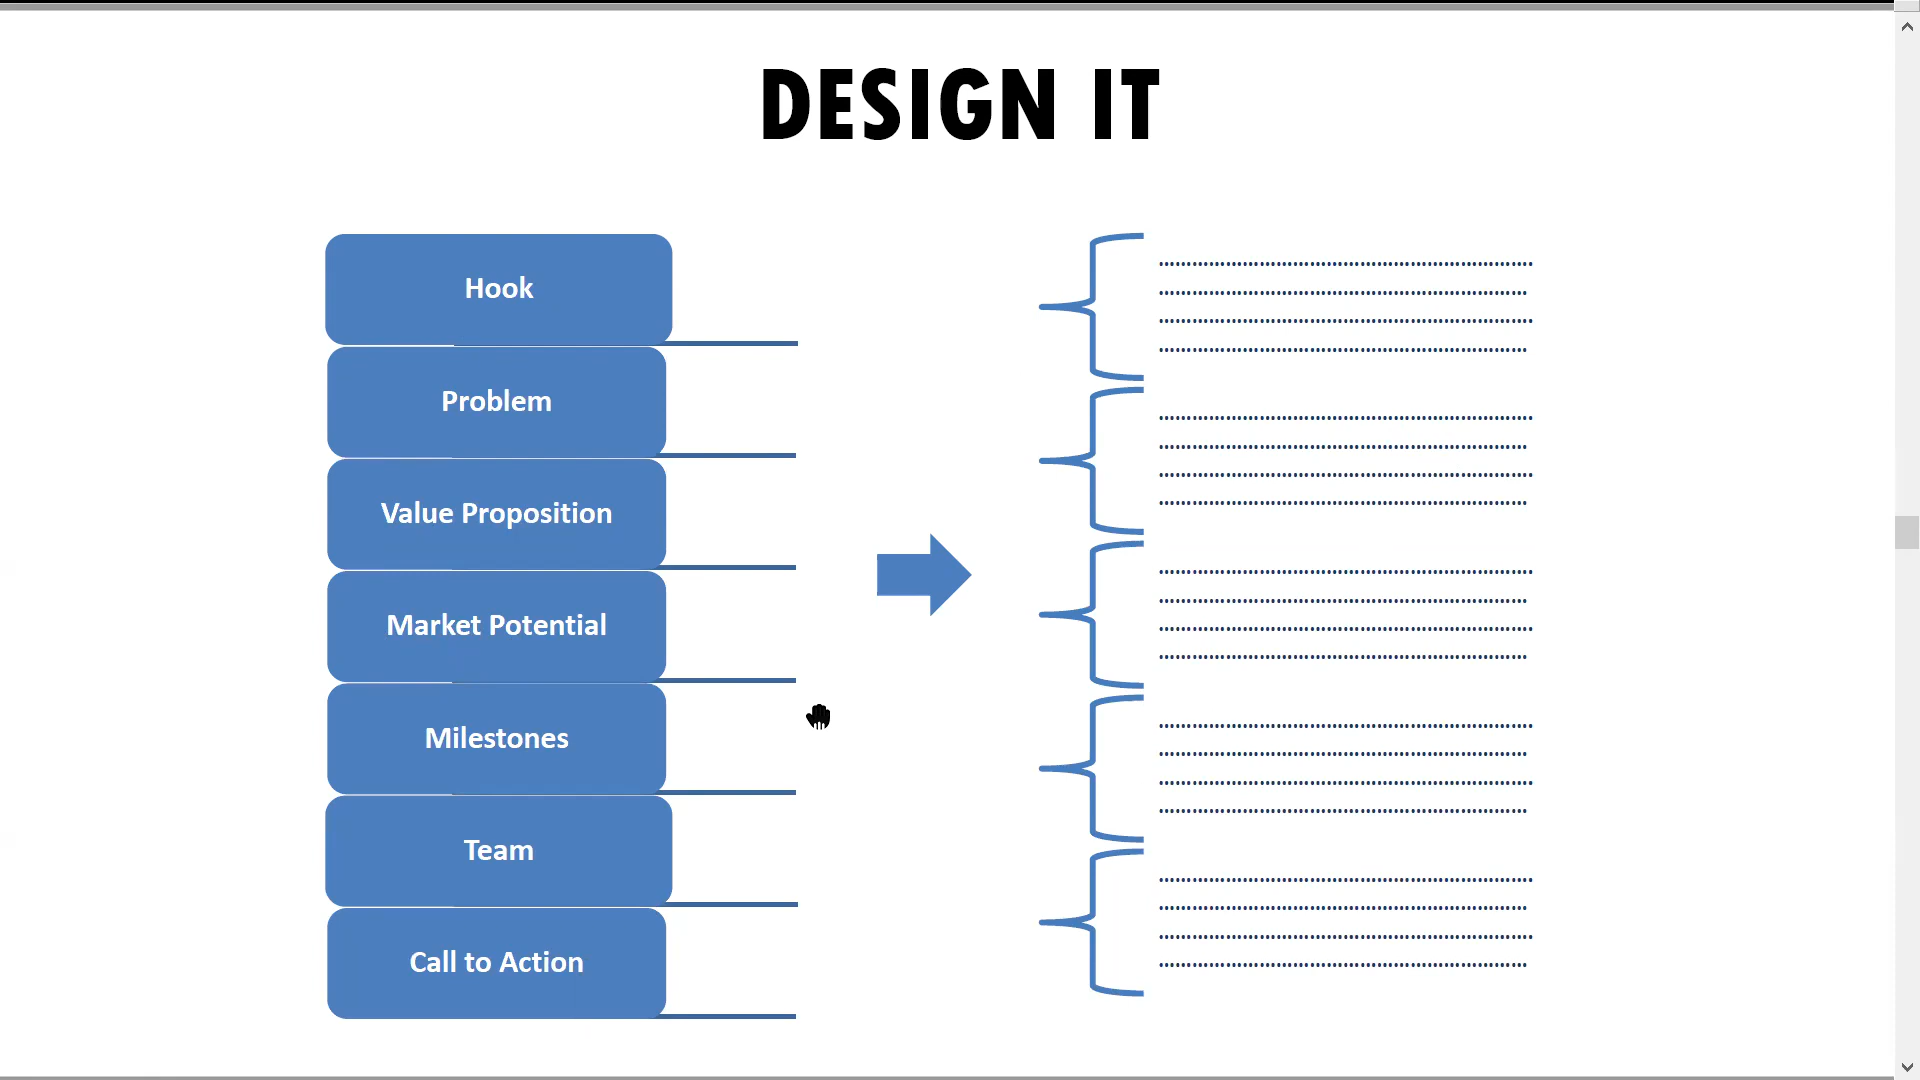 DESIGN IT
Hook
Problem
Value Proposition
Market Potential
Milestones
Team
Call to Action